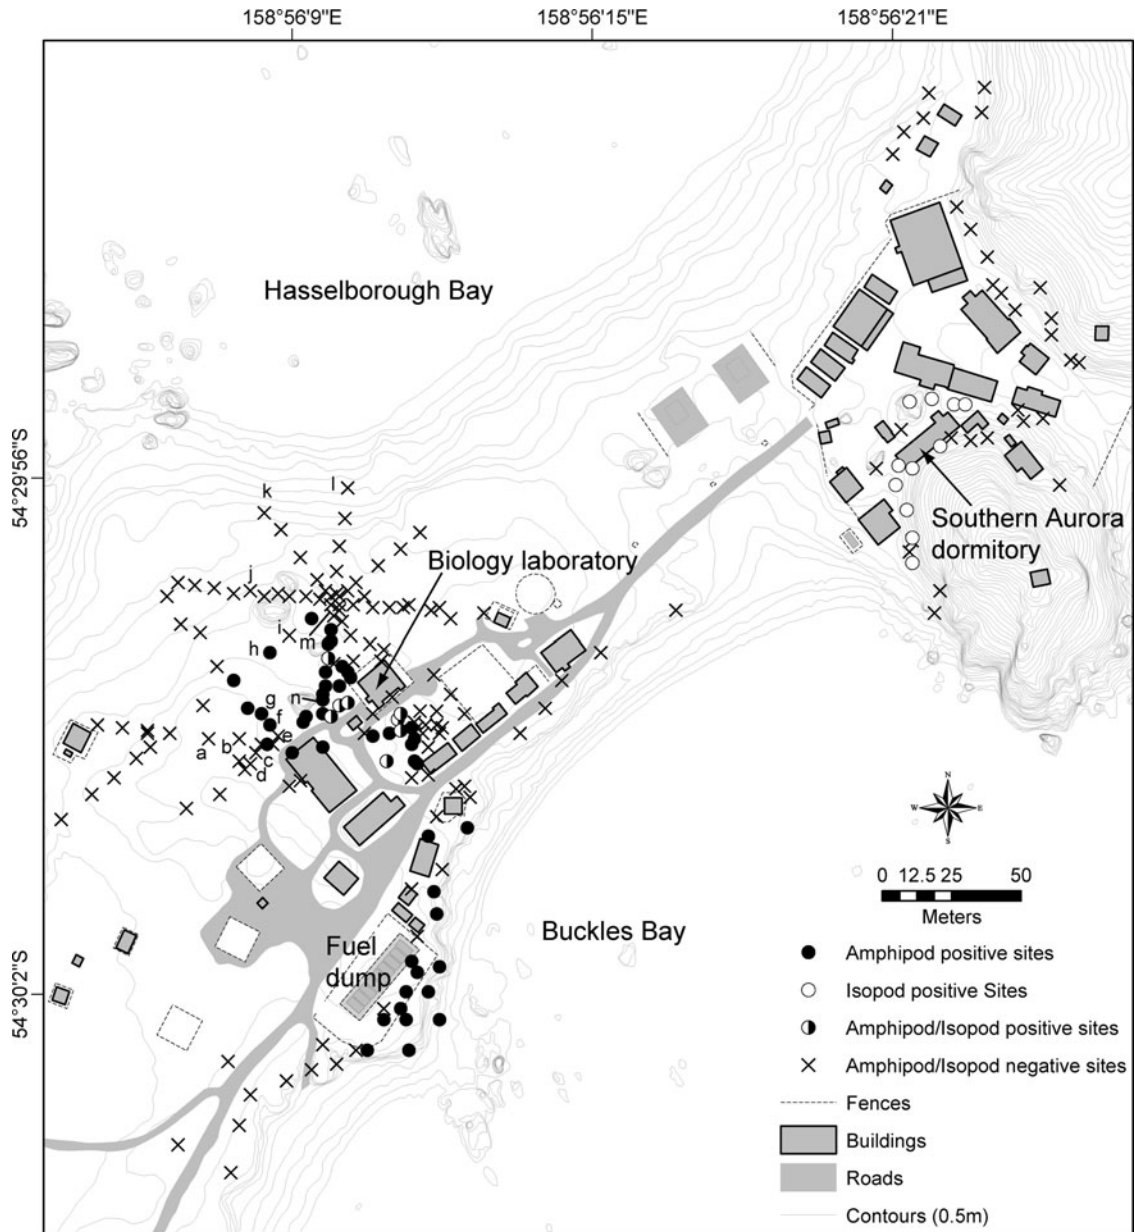 158°56'9"E
158°56'15"E
158°56'21"E
Hasselborough Bay
54°29'56"S
k
l
Southern Aurora
dormitory
Biology laboratory
j
i
m
h
n
g
f
e
a
b
c
d
N
W
E
S
0 12.5 25 50
Meters
Buckles Bay
Fuel
dump
54°30'2"S
Amphipod positive sites
Isopod positive Sites
Amphipod/Isopod positive sites
Amphipod/Isopod negative sites
Fences
Buildings
Roads
Contours (0.5m)